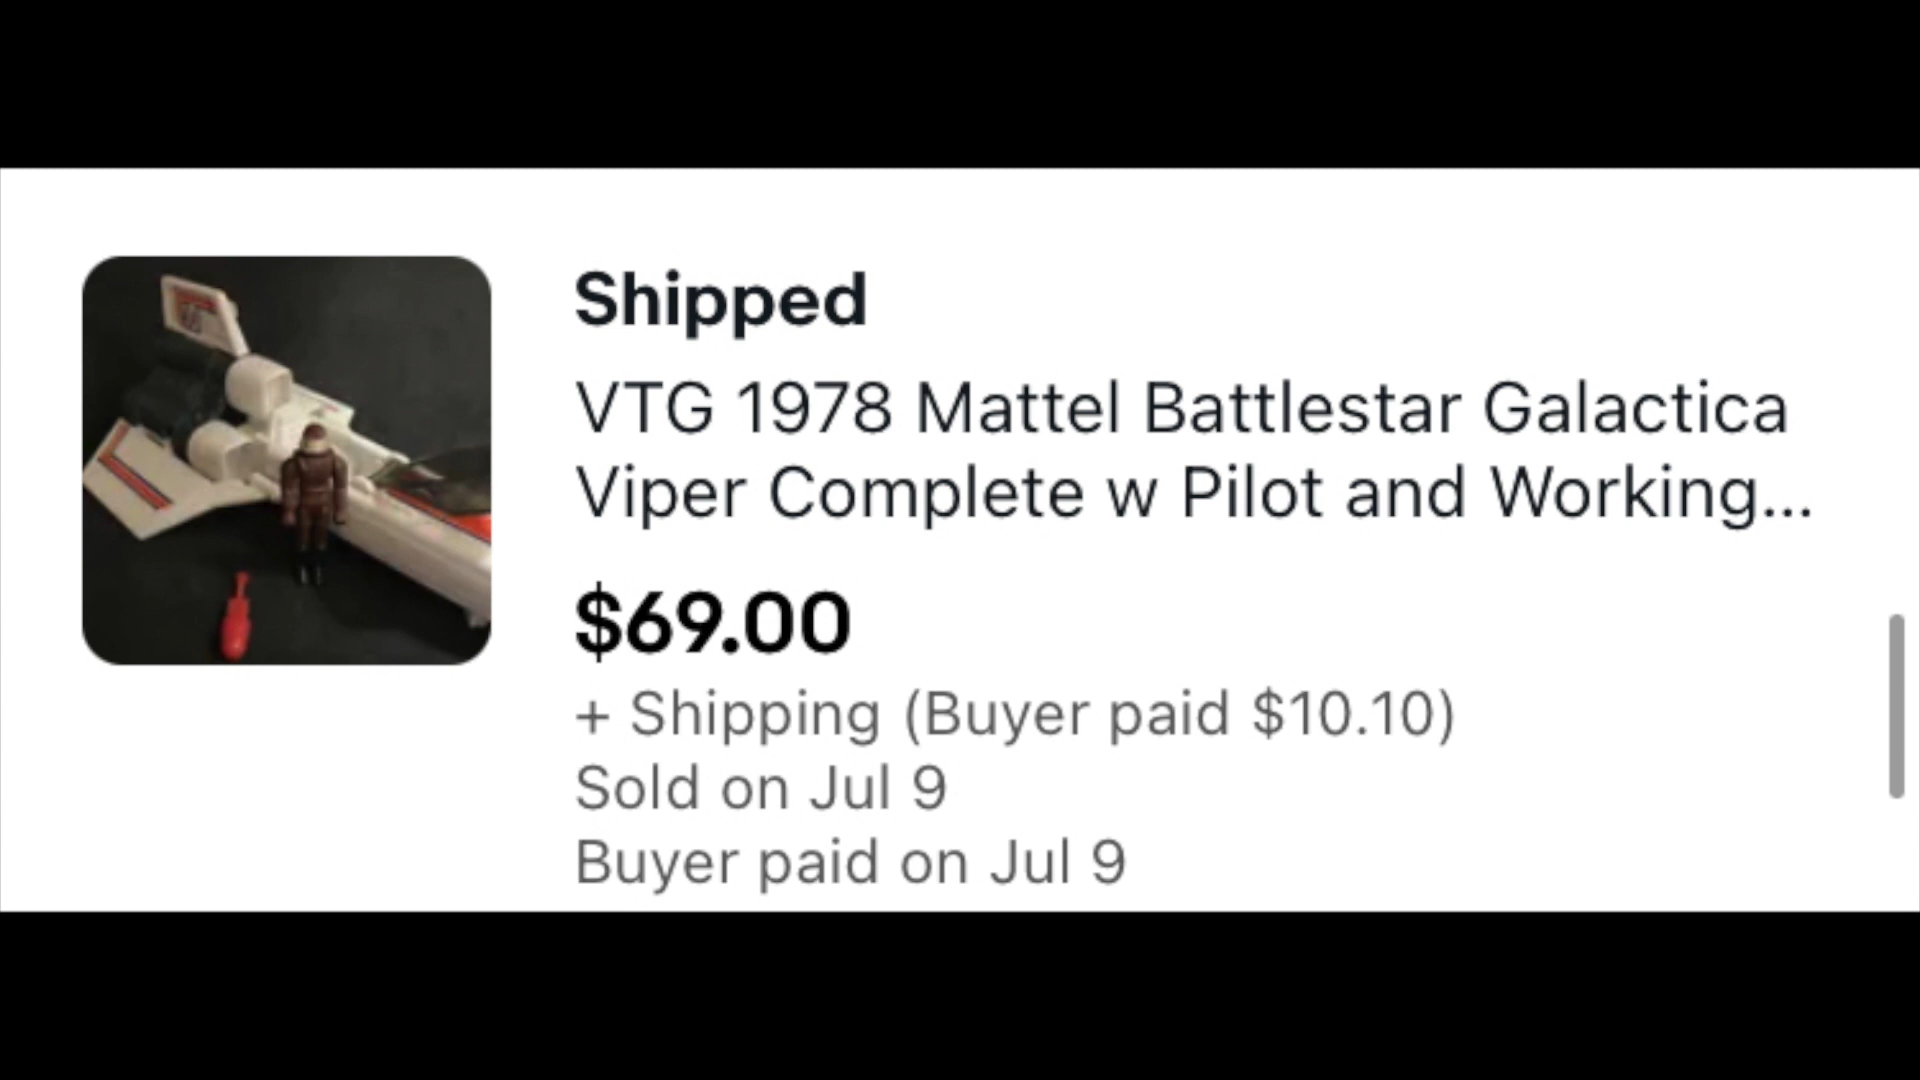 Shipped
VTG 1978 Mattel Battlestar Galactica
Viper Complete w Pilot and Working...
$69.00
+ Shipping (Buyer paid $10.10)
Sold on Jul 9
Buyer paid on Jul 9